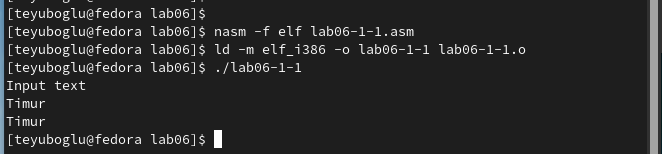 [teyuboglu@fedora lab06]$
[teyuboglu@fedora lab06]$ nasm -f elf lab06-1-1.asm
[teyuboglu@fedora lab06]$ ld -m elf_i386 -o lab06-1-1 lab06-1-1.o
[teyuboglu@fedora lab06]$ ./lab06-1-1
Input text
Timur
Timur
[teyuboglu@fedora lab06]$